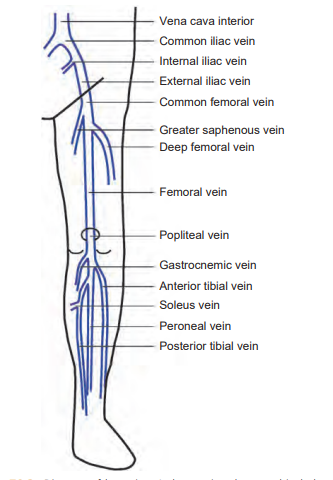 Vena cava interior
Common iliac vein
Internal iliac vein
External iliac vein
Common femoral vein
Greater saphenous vein
Deep femoral vein
Femoral vein
Popliteal vein
Gastrocnemic vein
Anterior tibial vein
Soleus vein
Peroneal vein
Posterior tibial vein